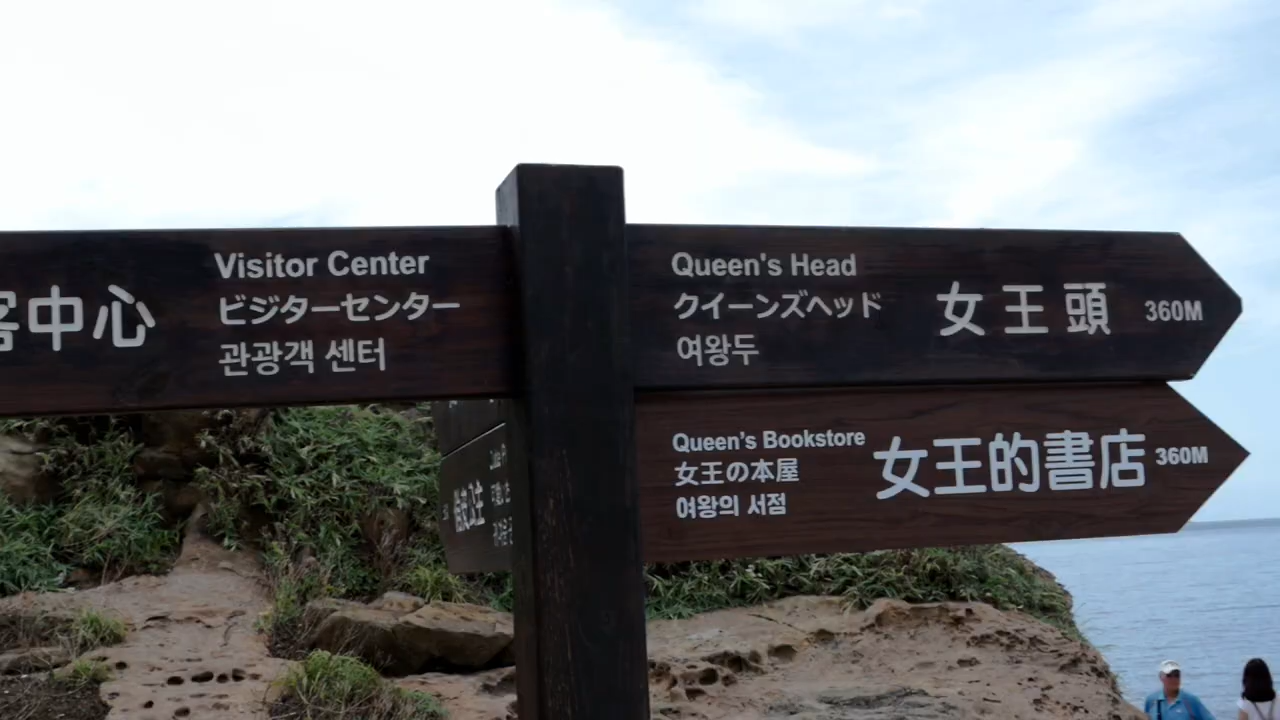 中心
Visitor Center
ビジターセンター
관광객 센터
Queen's Head
クイーンズヘッド
여왕두
女王頭
360M
Queen's Bookstore
女王の本屋
여왕의 서점
女王的書店
360M
公主